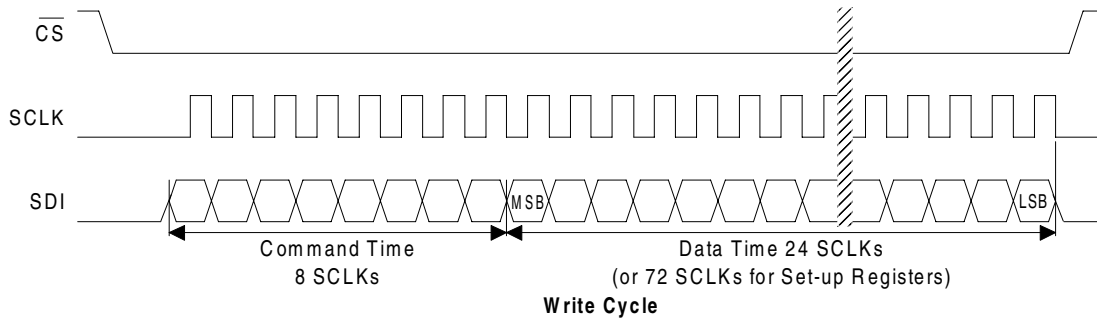 CS
SCLK
SDI
MSB
LSB
Command Time
8 SCLKs
Data Time 24 SCLKs
(or 72 SCLKs for Set-up Registers)
Write Cycle